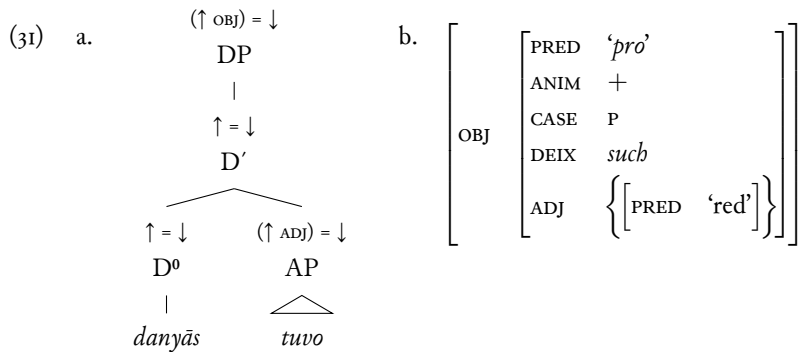 (31) a. (↑ OBJ) = ↓ b.
DP
↑ = ↓
D′
↑ = ↓ (↑ ADJ) = ↓
D⁰ AP
danyās tuvo
OBJ
PRED ‘pro’
ANIM +
CASE P
DEIX such
ADJ {[PRED ‘red’]}